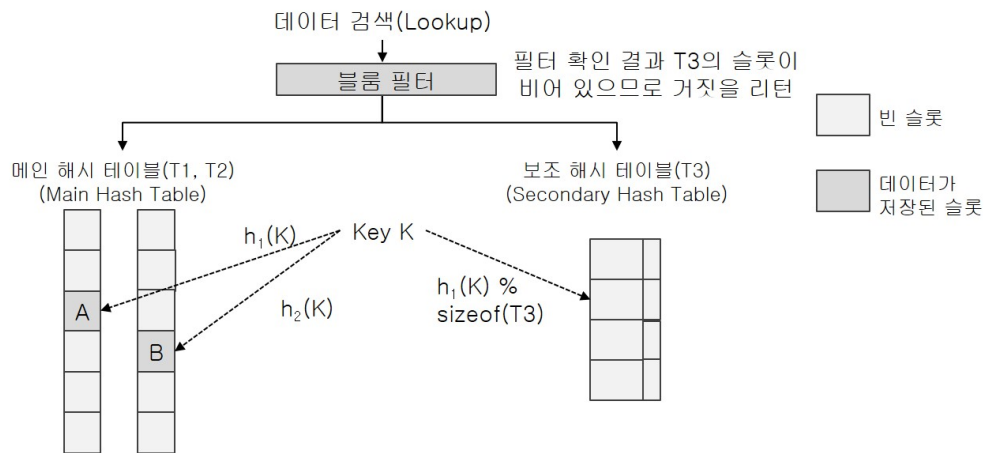 데이터 검색(Lookup)
블룸 필터
필터 확인 결과 T3의 슬롯이
비어 있으므로 거짓을 리턴
빈 슬롯
데이터가
저장된 슬롯
메인 해시 테이블(T1, T2)
(Main Hash Table)
보조 해시 테이블(T3)
(Secondary Hash Table)
Key K
h₁(K)
h₂(K)
h₁(K) %
sizeof(T3)
A
B